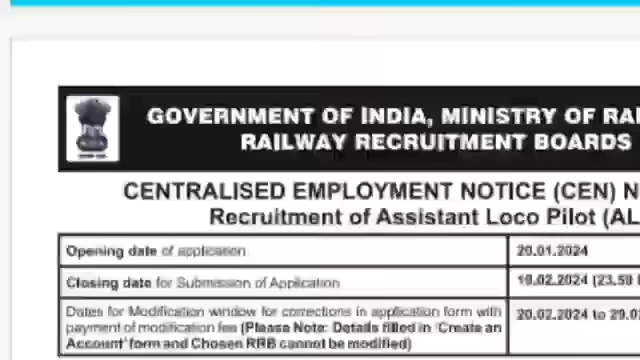 GOVERNMENT OF INDIA, MINISTRY OF RAI
RAILWAY RECRUITMENT BOARDS
CENTRALISED EMPLOYMENT NOTICE (CEN) N
Recruitment of Assistant Loco Pilot (AL
Opening date of application 20.01.2024
Closing date for Submission of Application 19.02.2024 (23.59
Dates for Modification window for corrections in application form with 20.02.2024 to 29.0
payment of modification fee (Please Note: Details filled in 'Create an
Account' form and Chosen RRB cannot be modified)